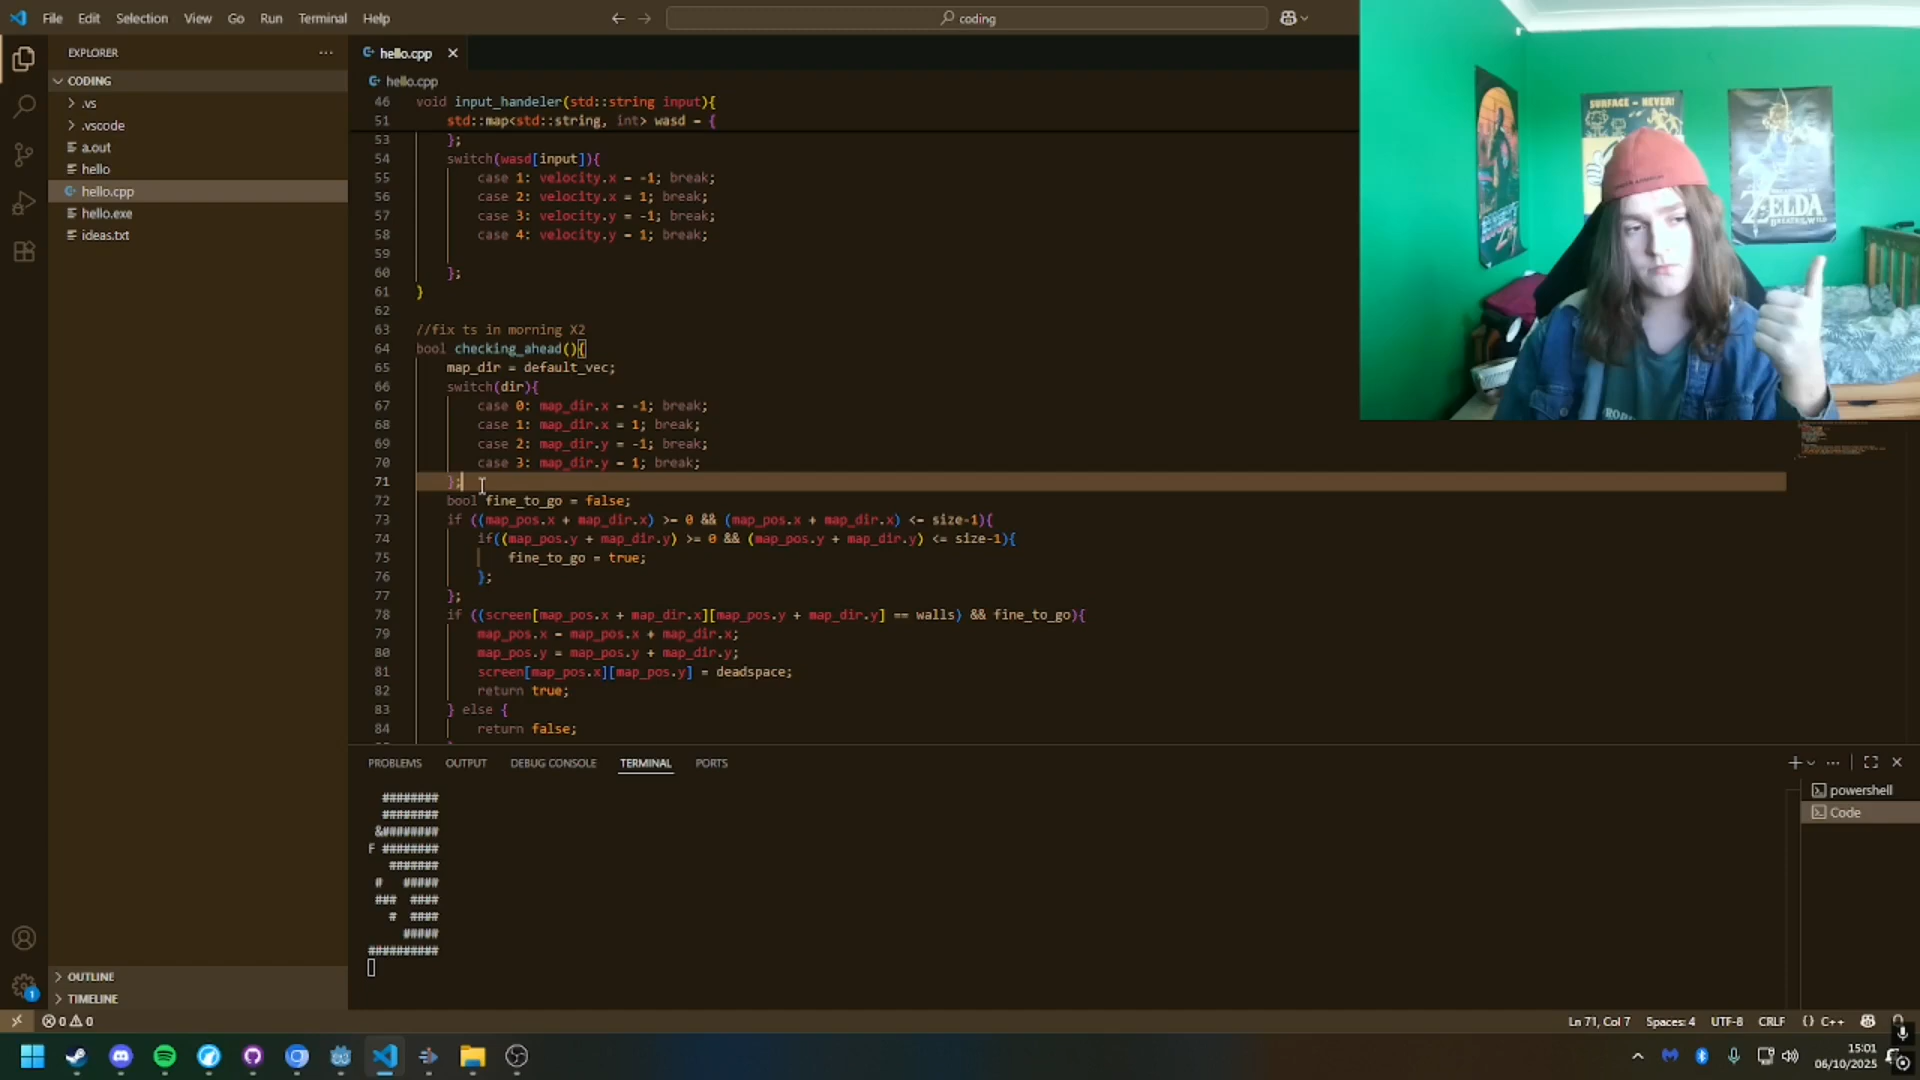 File Edit Selection View Go Run Terminal Help
coding
EXPLORER
CODING
.vs
.vscode
a.out
hello
hello.cpp
hello.exe
ideas.txt
OUTLINE
TIMELINE
hello.cpp
hello.cpp
46 void input_handeler(std::string input){
51 std::map<std::string, int> wasd = {
53 };
54 switch(wasd[input]){
55 case 1: velocity.x = -1; break;
56 case 2: velocity.x = 1; break;
57 case 3: velocity.y = -1; break;
58 case 4: velocity.y = 1; break;
59
60 };
61 }
62
63 //fix ts in morning X2
64 bool checking_ahead(){
65 map_dir = default_vec;
66 switch(dir){
67 case 0: map_dir.x = -1; break;
68 case 1: map_dir.x = 1; break;
69 case 2: map_dir.y = -1; break;
70 case 3: map_dir.y = 1; break;
71 };
72 bool fine_to_go = false;
73 if ((map_pos.x + map_dir.x) >= 0 && (map_pos.x + map_dir.x) <= size-1){
74 if((map_pos.y + map_dir.y) >= 0 && (map_pos.y + map_dir.y) <= size-1){
75 fine_to_go = true;
76 };
77 };
78 if ((screen[map_pos.x + map_dir.x][map_pos.y + map_dir.y] == walls) && fine_to_go){
79 map_pos.x = map_pos.x + map_dir.x;
80 map_pos.y = map_pos.y + map_dir.y;
81 screen[map_pos.x][map_pos.y] = deadspace;
82 return true;
83 } else {
84 return false;
SURFACE - NEVER!
ZELDA
PROBLEMS OUTPUT DEBUG CONSOLE TERMINAL PORTS
powershell
Code
########
########
&########
F ########
#######
# #####
### ####
# ####
#####
##########
0 0
Ln 71, Col 7 Spaces: 4 UTF-8 CRLF {} C++
1
15:01
06/10/2025